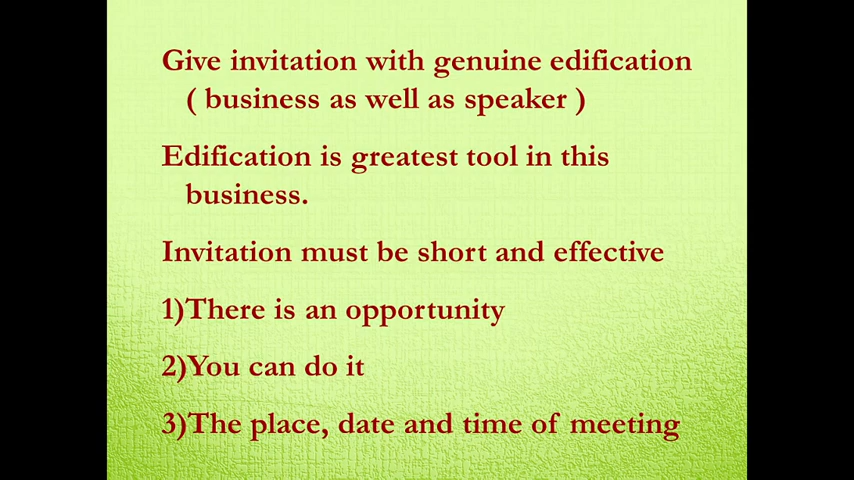 Give invitation with genuine edification
( business as well as speaker )
Edification is greatest tool in this
business.
Invitation must be short and effective
1)There is an opportunity
2)You can do it
3)The place, date and time of meeting